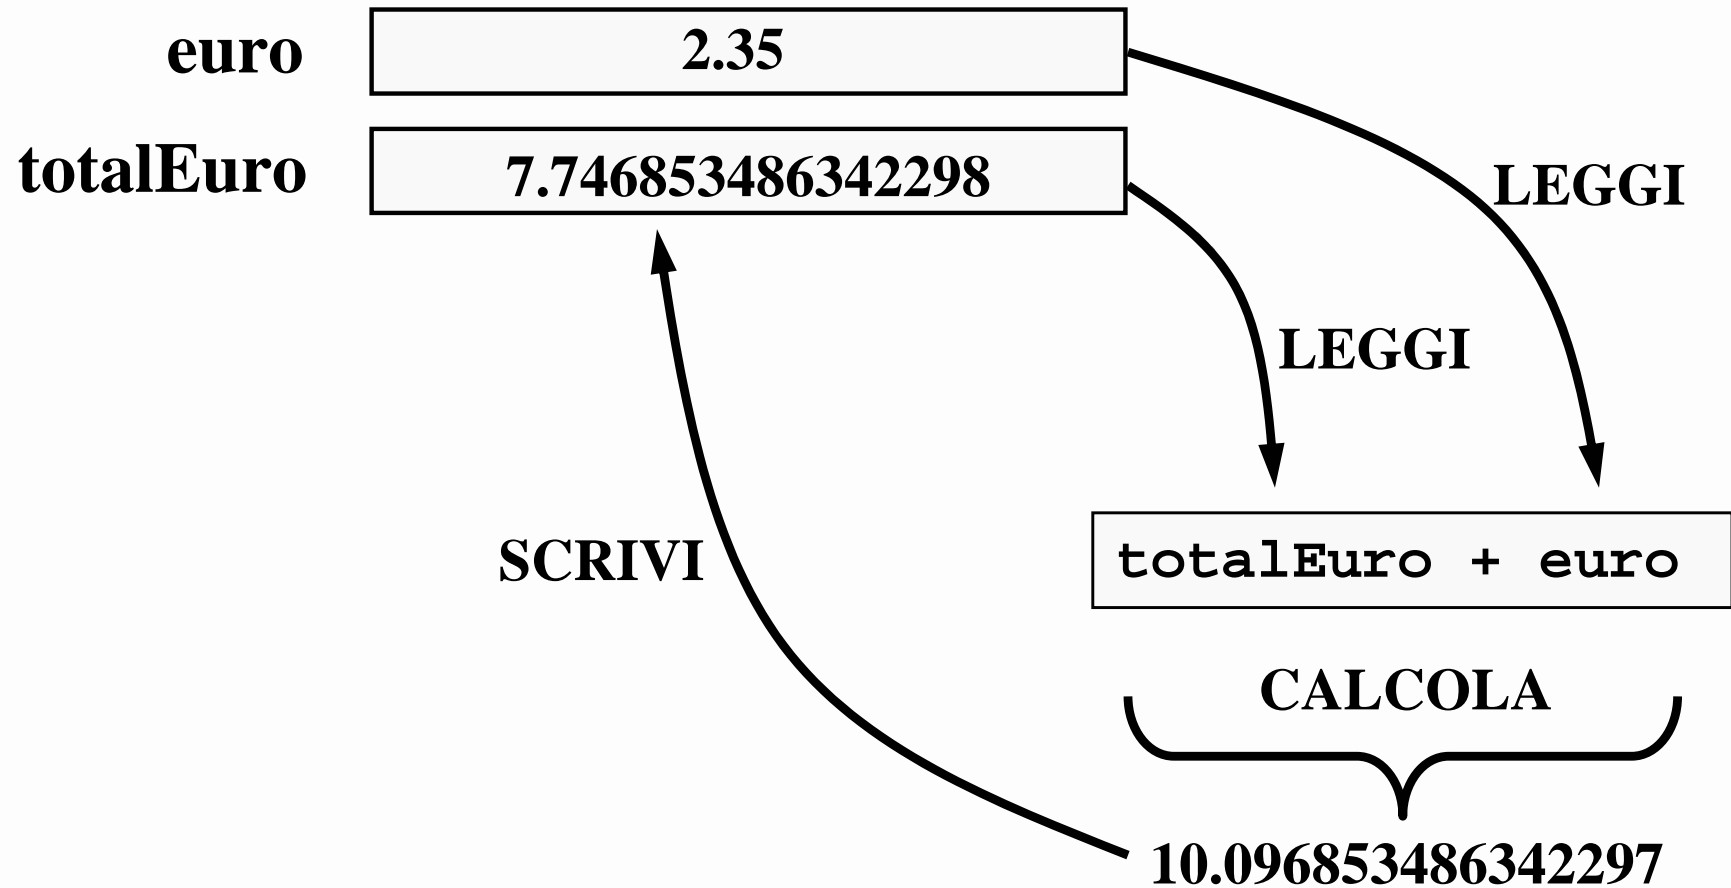 euro 2.35
totalEuro 7.746853486342298
LEGGI
LEGGI
SCRIVI
totalEuro + euro
CALCOLA
10.096853486342297